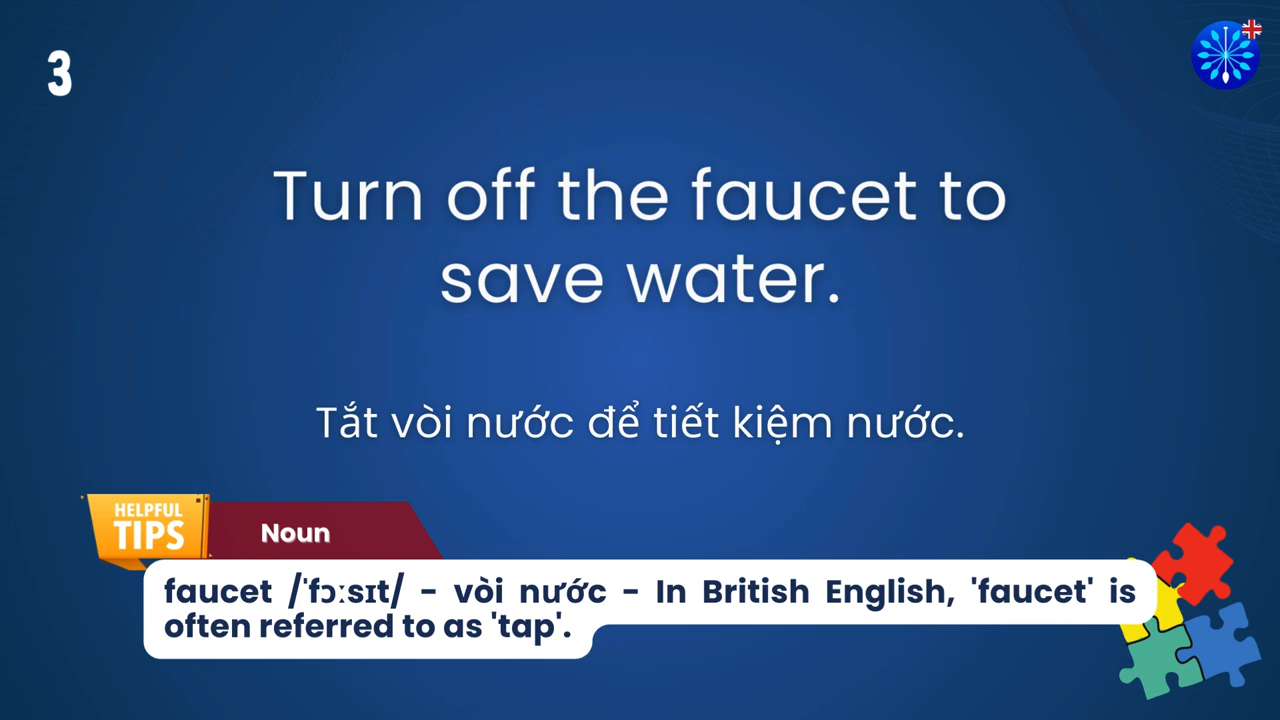 3
Turn off the faucet to
save water.
Tắt vòi nước để tiết kiệm nước.
HELPFUL
TIPS
Noun
faucet /ˈfɔːsɪt/ - vòi nước - In British English, 'faucet' is
often referred to as 'tap'.